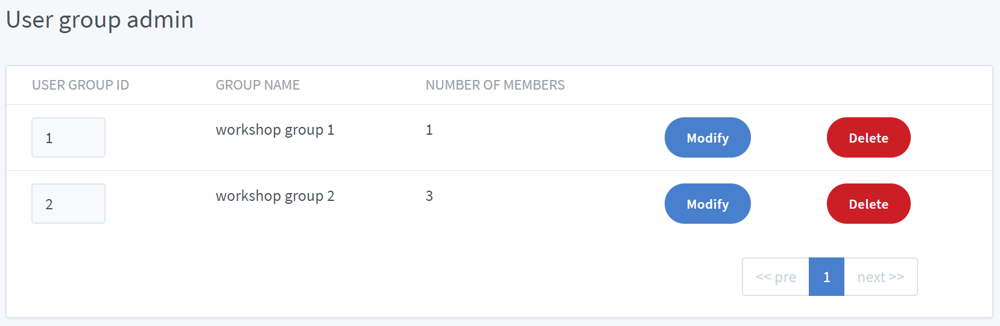 User group admin
USER GROUP ID GROUP NAME NUMBER OF MEMBERS
1 workshop group 1 1 Modify Delete
2 workshop group 2 3 Modify Delete
<< pre 1 next >>